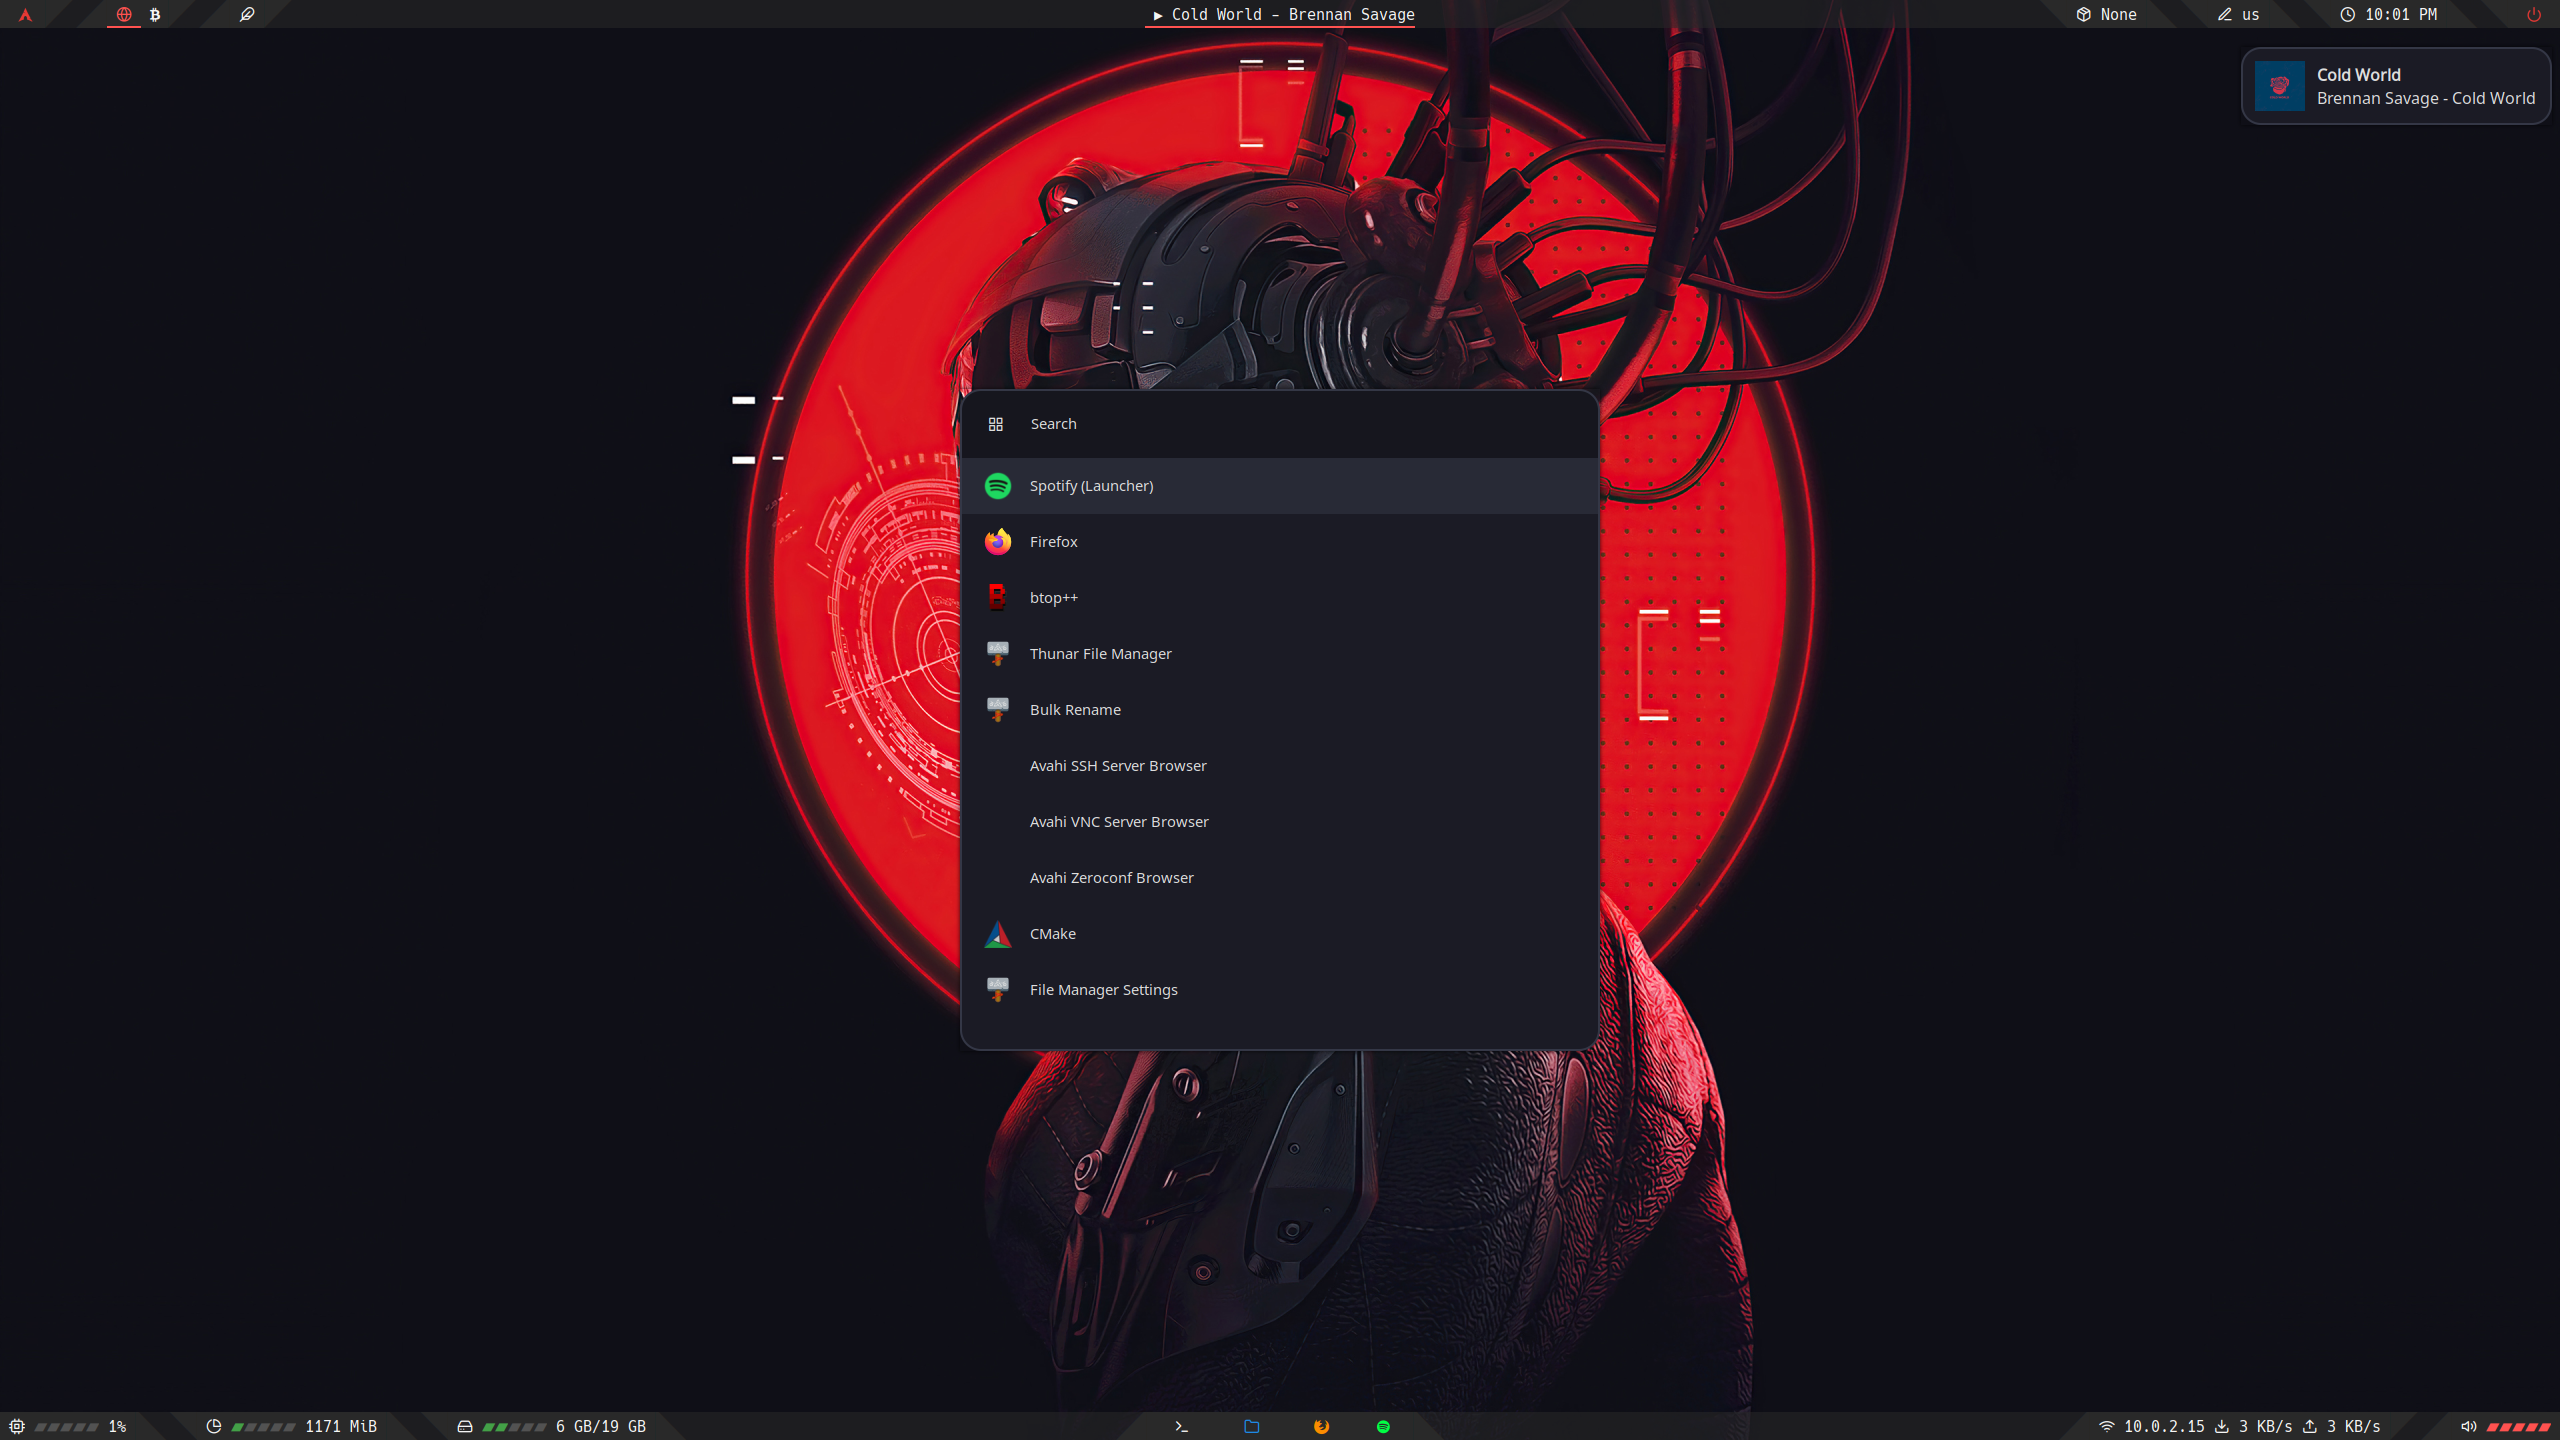 ▶ Cold World - Brennan Savage
None
us
10:01 PM
Cold World
Brennan Savage - Cold World
Search
Spotify (Launcher)
Firefox
btop++
Thunar File Manager
Bulk Rename
Avahi SSH Server Browser
Avahi VNC Server Browser
Avahi Zeroconf Browser
CMake
File Manager Settings
1%
1171 MiB
6 GB/19 GB
10.0.2.15 3 KB/s 3 KB/s